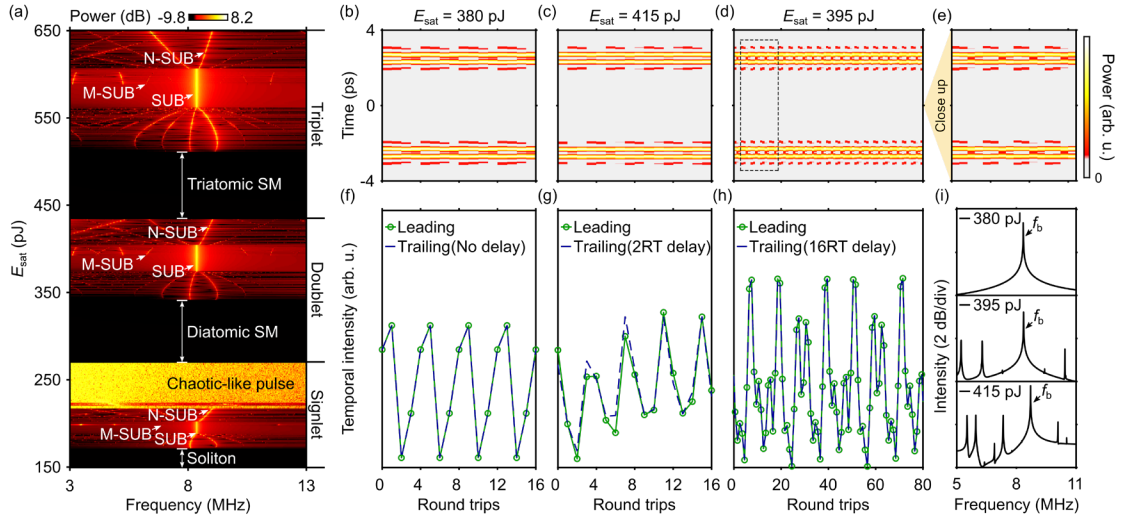 (a) Power (dB) -9.8 8.2
650
550
450
350
250
150
E_sat (pJ)
3 8 13
Frequency (MHz)
N-SUB
M-SUB
SUB
Triatomic SM
N-SUB
M-SUB
SUB
Diatomic SM
Chaotic-like pulse
N-SUB
M-SUB
SUB
Soliton
Triplet
Doublet
Signlet
(b) E_sat = 380 pJ
(c) E_sat = 415 pJ
(d) E_sat = 395 pJ
(e)
4
0
-4
Time (ps)
Close up
Power (arb. u.)
0
(f)
Leading
Trailing(No delay)
Temporal intensity (arb. u.)
0 4 8 12 16
Round trips
(g)
Leading
Trailing(2RT delay)
0 4 8 12 16
Round trips
(h)
Leading
Trailing(16RT delay)
0 20 40 60 80
Round trips
(i)
380 pJ
f_b
395 pJ
f_b
415 pJ
f_b
Intensity (2 dB/div)
5 8 11
Frequency (MHz)